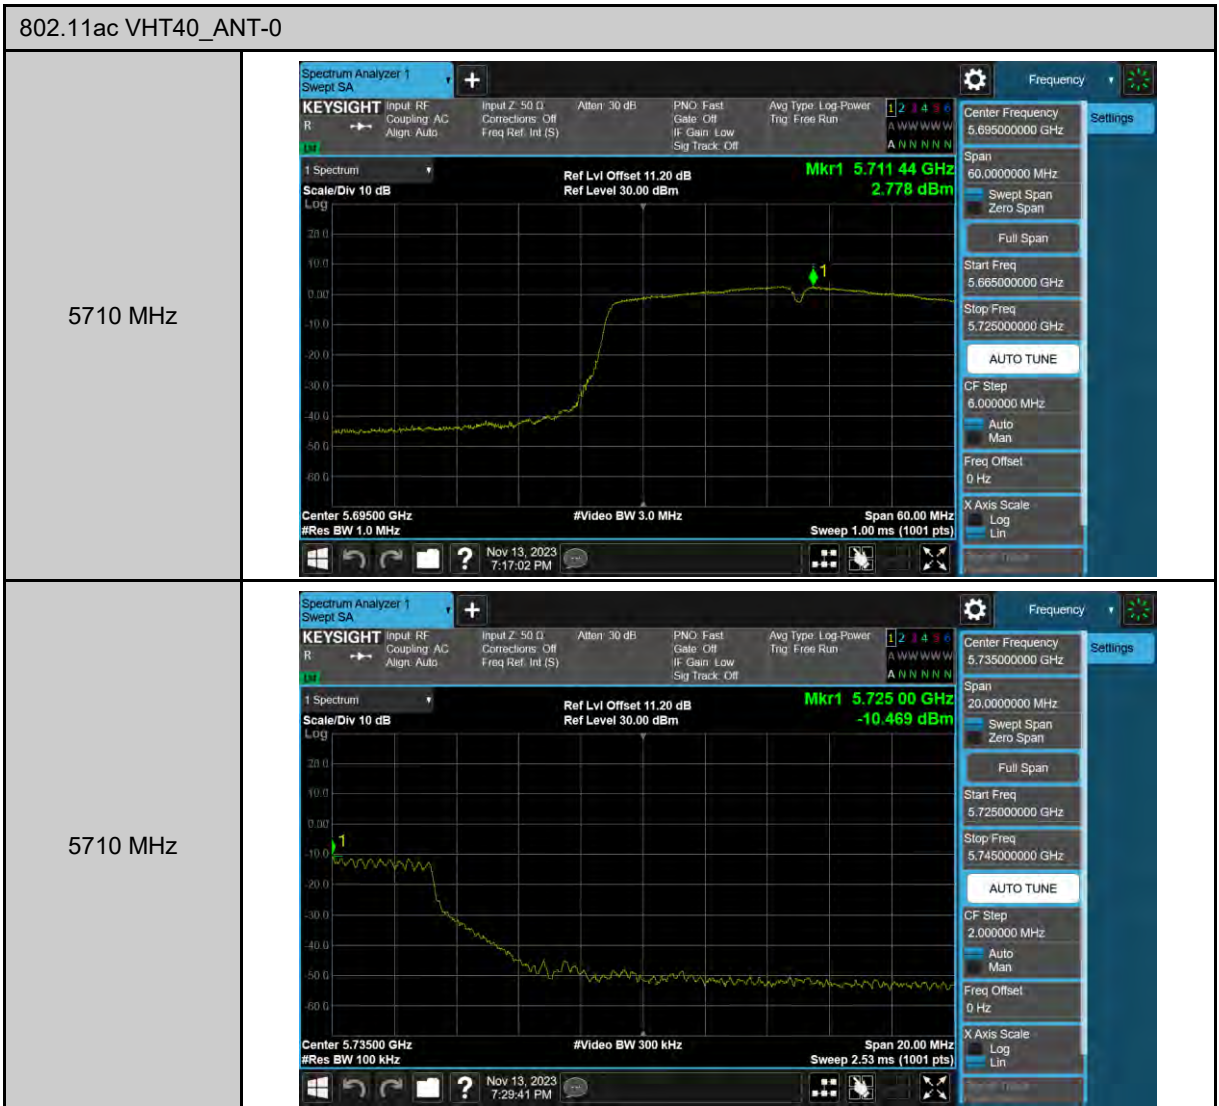 802.11ac VHT40_ANT-0
5710 MHz
Spectrum Analyzer 1
Swept SA
+
Frequency
KEYSIGHT
R
Input: RF
Coupling: AC
Align: Auto
Input Z: 50 Ω
Corrections: Off
Freq Ref: Int (S)
Atten: 30 dB
PNO: Fast
Gate: Off
IF Gain: Low
Sig Track: Off
Avg Type: Log-Power
Trig: Free Run
1 2 3 4 5 6
A W W W W W
A N N N N N
1 Spectrum
Scale/Div 10 dB
Log
Ref Lvl Offset 11.20 dB
Ref Level 30.00 dBm
Mkr1 5.711 44 GHz
2.778 dBm
20.0
10.0
0.00
-10.0
-20.0
-30.0
-40.0
-50.0
-60.0
1
Center 5.69500 GHz
#Res BW 1.0 MHz
#Video BW 3.0 MHz
Span 60.00 MHz
Sweep 1.00 ms (1001 pts)
Nov 13, 2023
7:17:02 PM
Center Frequency
5.695000000 GHz
Settings
Span
60.0000000 MHz
Swept Span
Zero Span
Full Span
Start Freq
5.665000000 GHz
Stop Freq
5.725000000 GHz
AUTO TUNE
CF Step
6.000000 MHz
Auto
Man
Freq Offset
0 Hz
X Axis Scale
Log
Lin
5710 MHz
Spectrum Analyzer 1
Swept SA
+
Frequency
KEYSIGHT
R
Input: RF
Coupling: AC
Align: Auto
Input Z: 50 Ω
Corrections: Off
Freq Ref: Int (S)
Atten: 30 dB
PNO: Fast
Gate: Off
IF Gain: Low
Sig Track: Off
Avg Type: Log-Power
Trig: Free Run
1 2 3 4 5 6
A W W W W W
A N N N N N
1 Spectrum
Scale/Div 10 dB
Log
Ref Lvl Offset 11.20 dB
Ref Level 30.00 dBm
Mkr1 5.725 00 GHz
-10.469 dBm
20.0
10.0
0.00
-10.0
-20.0
-30.0
-40.0
-50.0
-60.0
1
Center 5.73500 GHz
#Res BW 100 kHz
#Video BW 300 kHz
Span 20.00 MHz
Sweep 2.53 ms (1001 pts)
Nov 13, 2023
7:29:41 PM
Center Frequency
5.735000000 GHz
Settings
Span
20.0000000 MHz
Swept Span
Zero Span
Full Span
Start Freq
5.725000000 GHz
Stop Freq
5.745000000 GHz
AUTO TUNE
CF Step
2.000000 MHz
Auto
Man
Freq Offset
0 Hz
X Axis Scale
Log
Lin